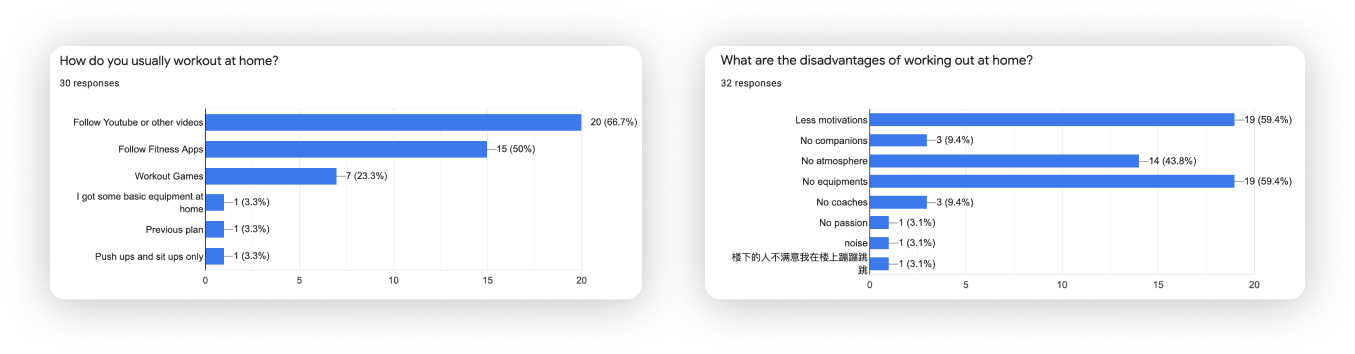 How do you usually workout at home?
30 responses
Follow Youtube or other videos
20 (66.7%)
Follow Fitness Apps
15 (50%)
Workout Games
7 (23.3%)
I got some basic equipment at
home
1 (3.3%)
Previous plan
1 (3.3%)
Push ups and sit ups only
1 (3.3%)
0 5 10 15 20
What are the disadvantages of working out at home?
32 responses
Less motivations
19 (59.4%)
No companions
3 (9.4%)
No atmosphere
14 (43.8%)
No equipments
19 (59.4%)
No coaches
3 (9.4%)
No passion
1 (3.1%)
noise
1 (3.1%)
楼下的人不满意我在楼上蹦蹦跳
跳
1 (3.1%)
0 5 10 15 20